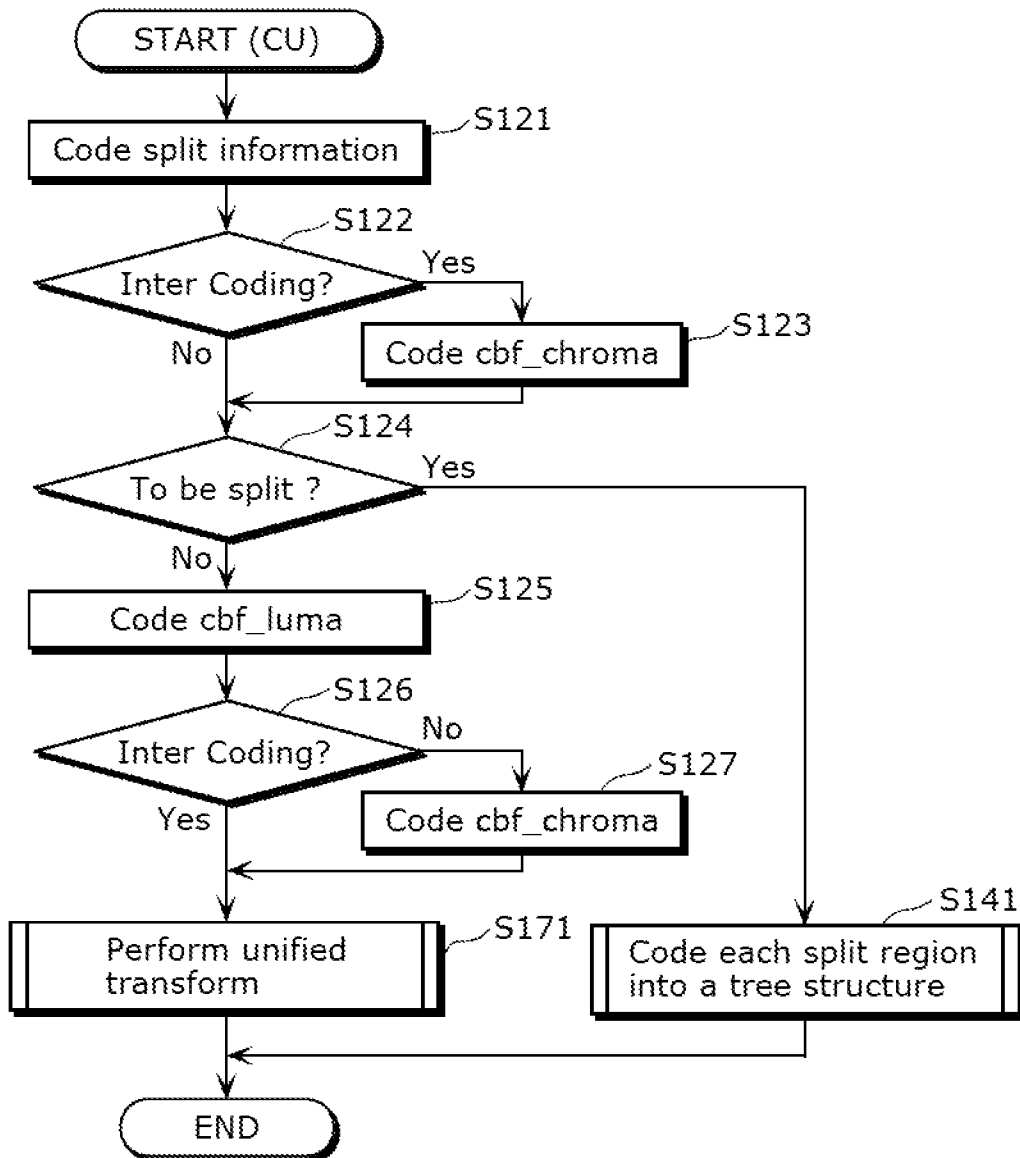 START (CU)
S121
Code split information
S122
Inter Coding?
Yes
S123
Code cbf_chroma
No
S124
To be split ?
Yes
No
S125
Code cbf_luma
S126
Inter Coding?
No
S127
Code cbf_chroma
Yes
S171
Perform unified
transform
S141
Code each split region
into a tree structure
END